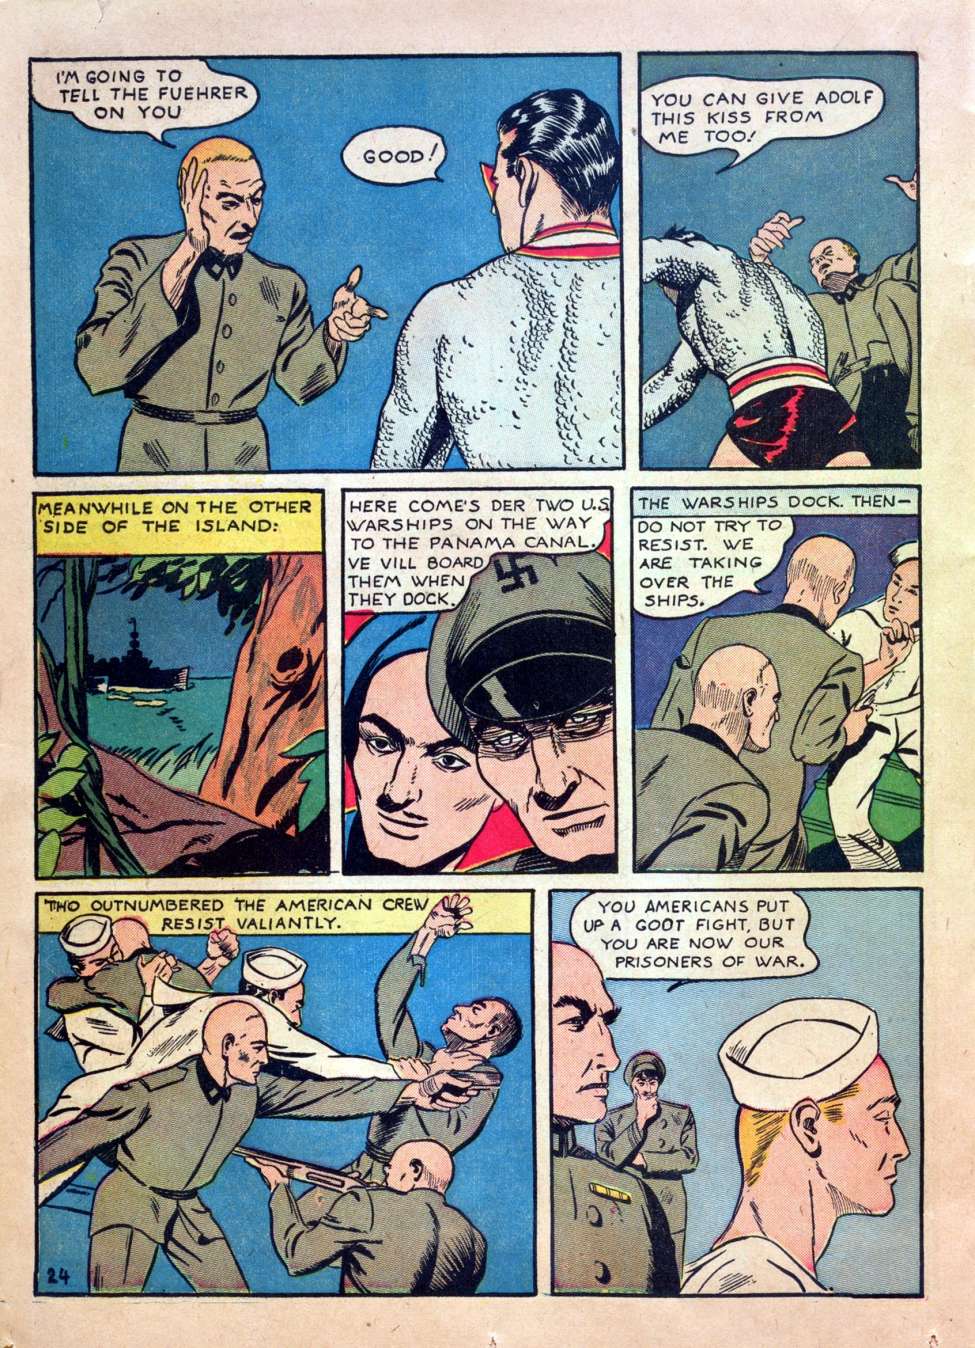 I'M GOING TO
TELL THE FUEHRER
ON YOU
GOOD!
YOU CAN GIVE ADOLF
THIS KISS FROM
ME TOO!
MEANWHILE ON THE OTHER
SIDE OF THE ISLAND:
HERE COME'S DER TWO U.S.
WARSHIPS ON THE WAY
TO THE PANAMA CANAL.
VE VILL BOARD
THEM WHEN
THEY DOCK.
THE WARSHIPS DOCK. THEN—
DO NOT TRY TO
RESIST. WE
ARE TAKING
OVER THE
SHIPS.
THO OUTNUMBERED THE AMERICAN CREW
RESIST VALIANTLY.
YOU AMERICANS PUT
UP A GOOT FIGHT, BUT
YOU ARE NOW OUR
PRISONERS OF WAR.
24